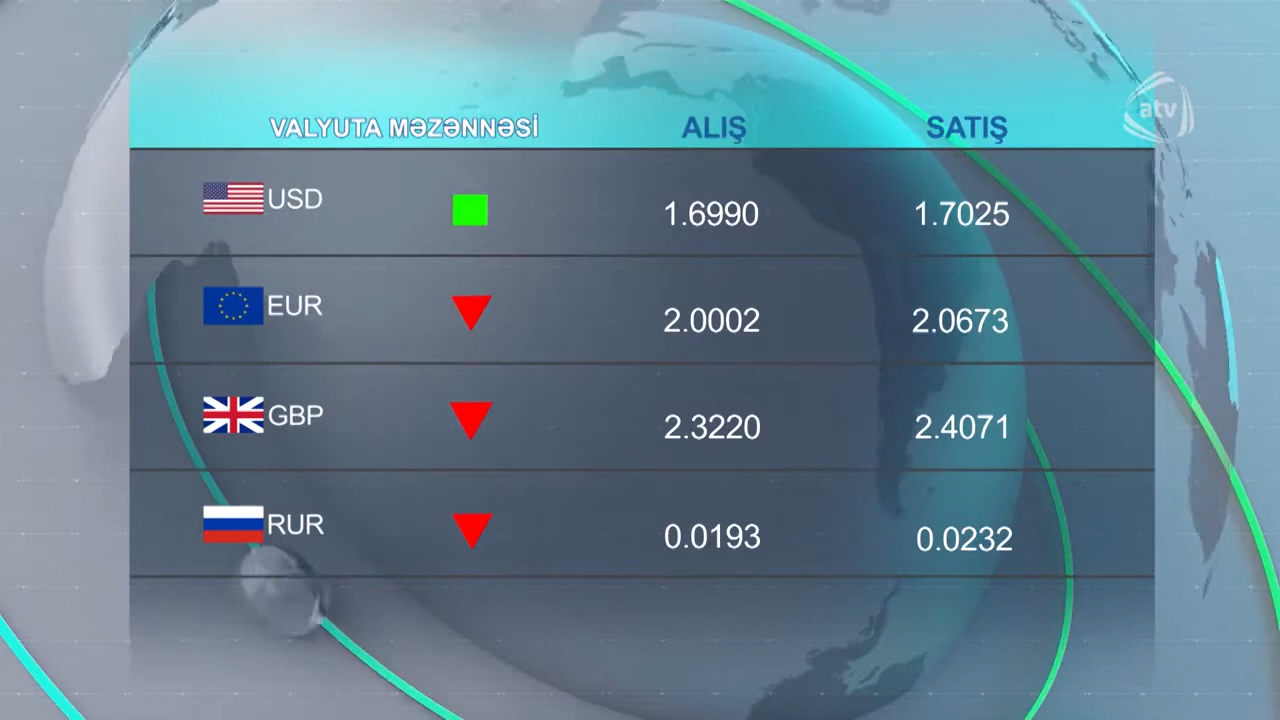 VALYUTA MƏZƏNNƏSİ ALIŞ SATIŞ
atv
USD 1.6990 1.7025
EUR 2.0002 2.0673
GBP 2.3220 2.4071
RUR 0.0193 0.0232